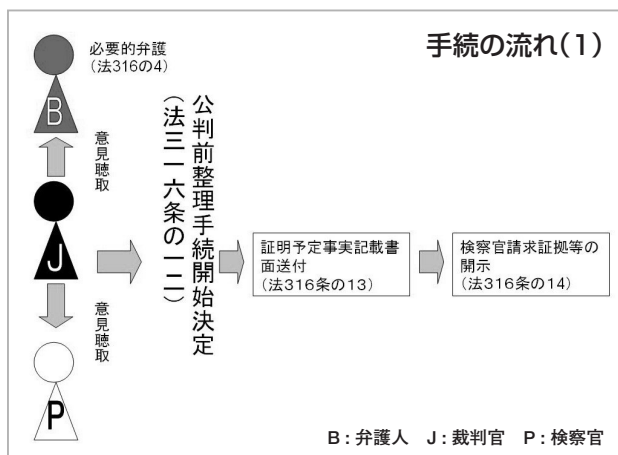 手続の流れ(1)
必要的弁護
(法316の4)
B
意見聴取
J
意見聴取
P
公判前整理手続開始決定
(法三一六条の一二)
証明予定事実記載書
面送付
(法316条の13)
検察官請求証拠等の
開示
(法316条の14)
B:弁護人 J:裁判官 P:検察官